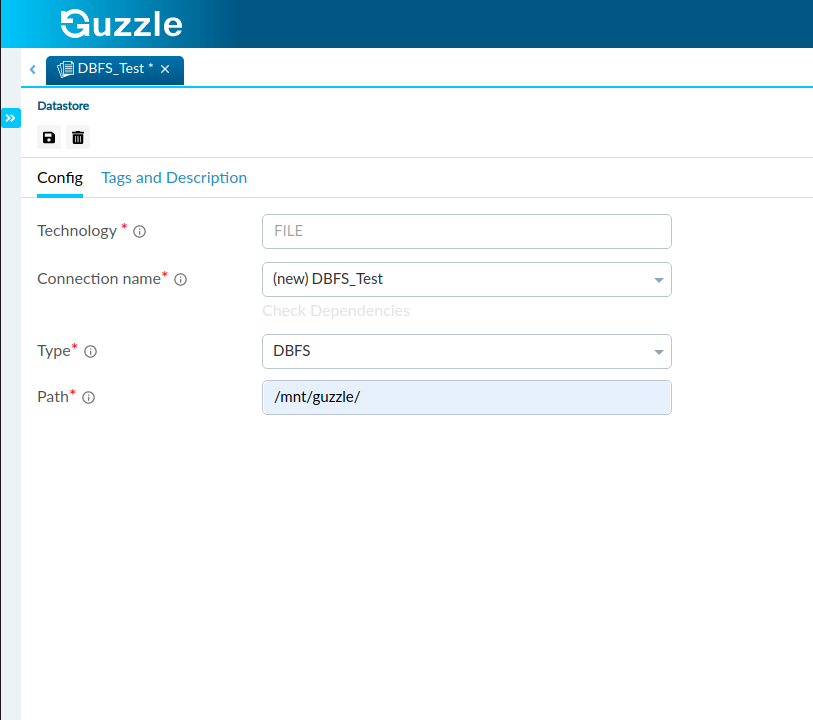 Guzzle
DBFS_Test *
Datastore
Config Tags and Description
Technology * FILE
Connection name* (new) DBFS_Test
Check Dependencies
Type* DBFS
Path* /mnt/guzzle/